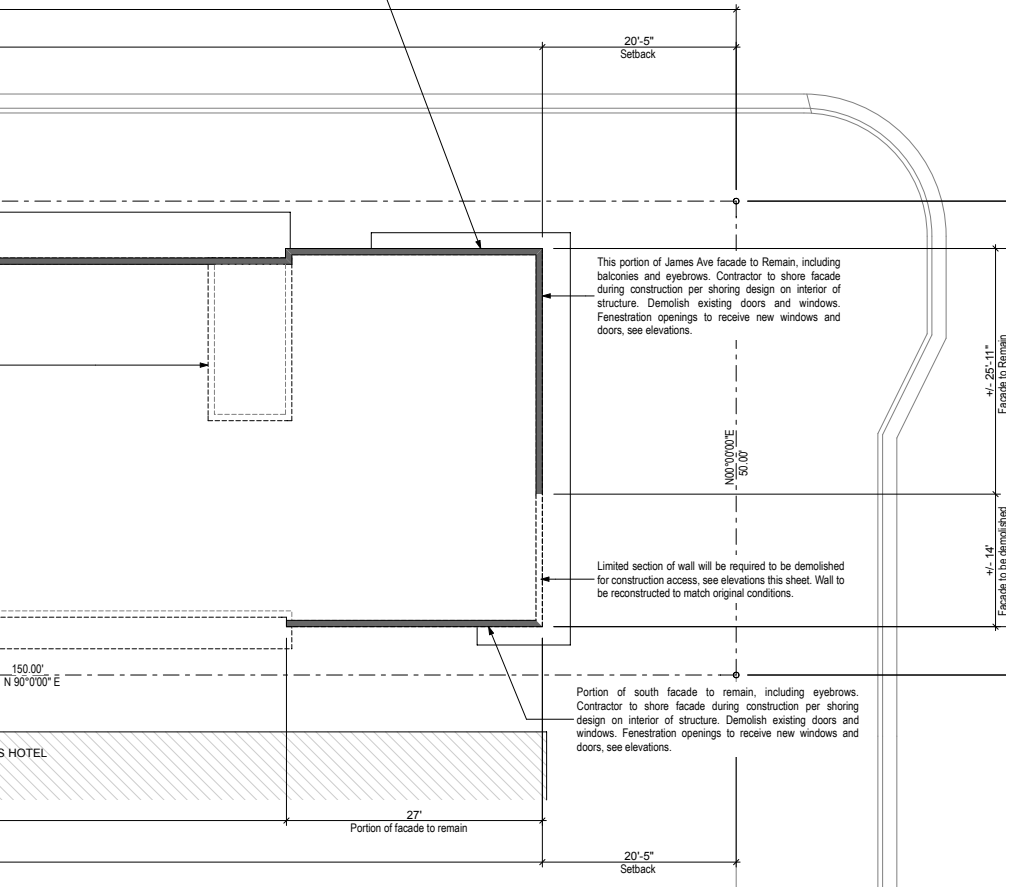 20'-5"
Setback
This portion of James Ave facade to Remain, including
balconies and eyebrows. Contractor to shore facade
during construction per shoring design on interior of
structure. Demolish existing doors and windows.
Fenestration openings to receive new windows and
doors, see elevations.
+/- 25'-11"
Facade to Remain
N00°00'00"E
50.00'
+/- 14'
Facade to be demolished
Limited section of wall will be required to be demolished
for construction access, see elevations this sheet. Wall to
be reconstructed to match original conditions.
150.00'
N 90°0'00" E
Portion of south facade to remain, including eyebrows.
Contractor to shore facade during construction per shoring
design on interior of structure. Demolish existing doors and
windows. Fenestration openings to receive new windows and
doors, see elevations.
S HOTEL
27'
Portion of facade to remain
20'-5"
Setback